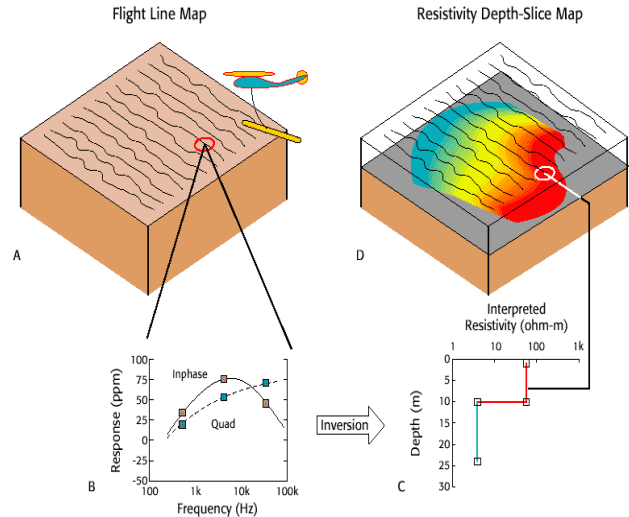 Flight Line Map
Resistivity Depth-Slice Map
A
D
Interpreted
Resistivity (ohm-m)
1 10 100 1k
0
5
10
15
20
25
30
Depth (m)
C
Inversion
100
75
50
25
0
-25
-50
Response (ppm)
Inphase
Quad
100 1k 10k 100k
Frequency (Hz)
B